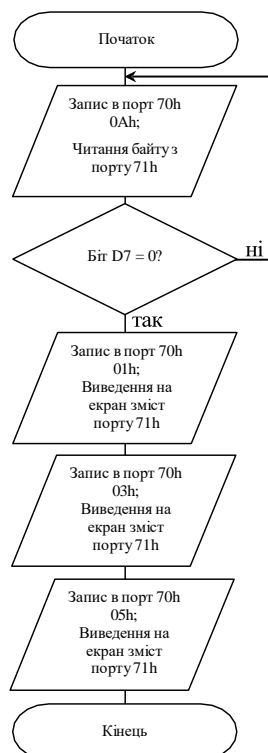 Початок
Запис в порт 70h
0Ah;
Читання байту з
порту 71h
Біт D7 = 0?
ні
так
Запис в порт 70h
01h;
Виведення на
екран зміст
порту 71h
Запис в порт 70h
03h;
Виведення на
екран зміст
порту 71h
Запис в порт 70h
05h;
Виведення на
екран зміст
порту 71h
Кінець